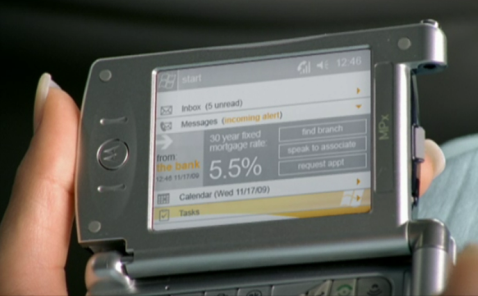 start 12:46
Inbox (5 unread)
Messages (incoming alert)
from
the bank
12:46 11/17/09
30 year fixed
mortgage rate:
5.5%
find branch
speak to associate
request appt
Calendar (Wed 11/17/09)
Tasks
MPx